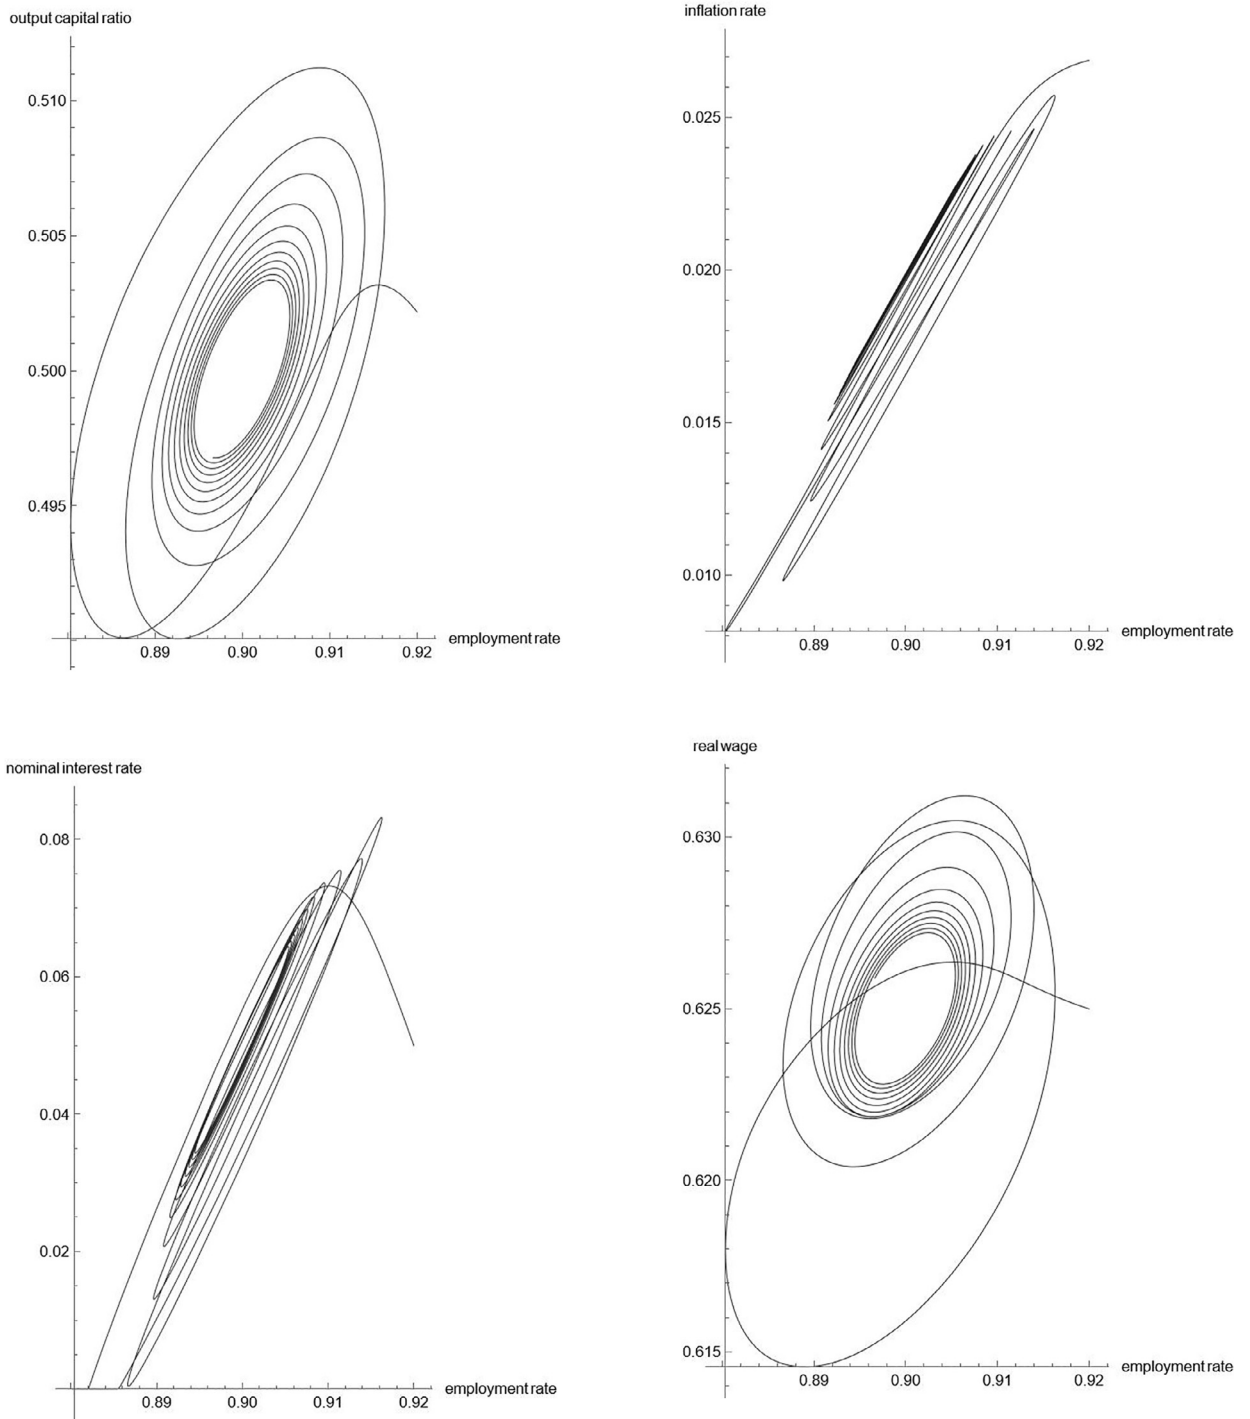 output capital ratio
0.510
0.505
0.500
0.495
0.89 0.90 0.91 0.92
employment rate
inflation rate
0.025
0.020
0.015
0.010
0.89 0.90 0.91 0.92
employment rate
nominal interest rate
0.08
0.06
0.04
0.02
0.89 0.90 0.91 0.92
employment rate
real wage
0.630
0.625
0.620
0.615
0.89 0.90 0.91 0.92
employment rate